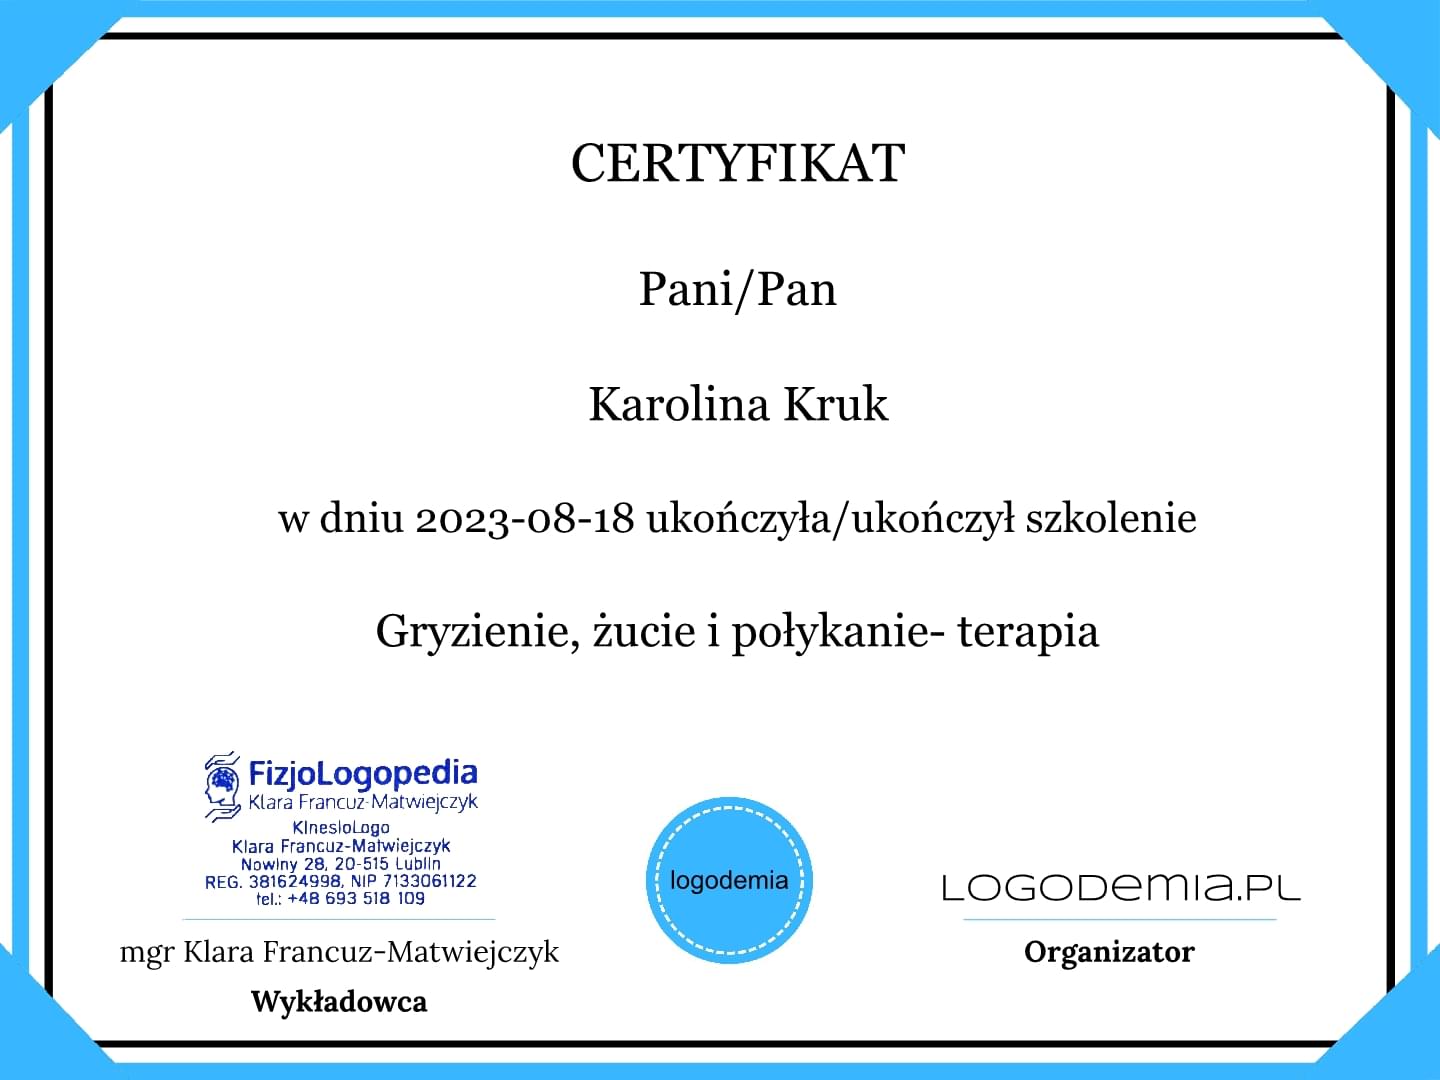 CERTYFIKAT
Pani/Pan
Karolina Kruk
w dniu 2023-08-18 ukończyła/ukończył szkolenie
Gryzienie, żucie i połykanie- terapia
FizjoLogopedia
Klara Francuz-Matwiejczyk
KinesioLogo
Klara Francuz-Matwiejczyk
Nowiny 28, 20-515 Lublin
REG. 381624998, NIP 7133061122
tel.: +48 693 518 109
mgr Klara Francuz-Matwiejczyk
Wykładowca
logodemia
LOGODEMIA.PL
Organizator